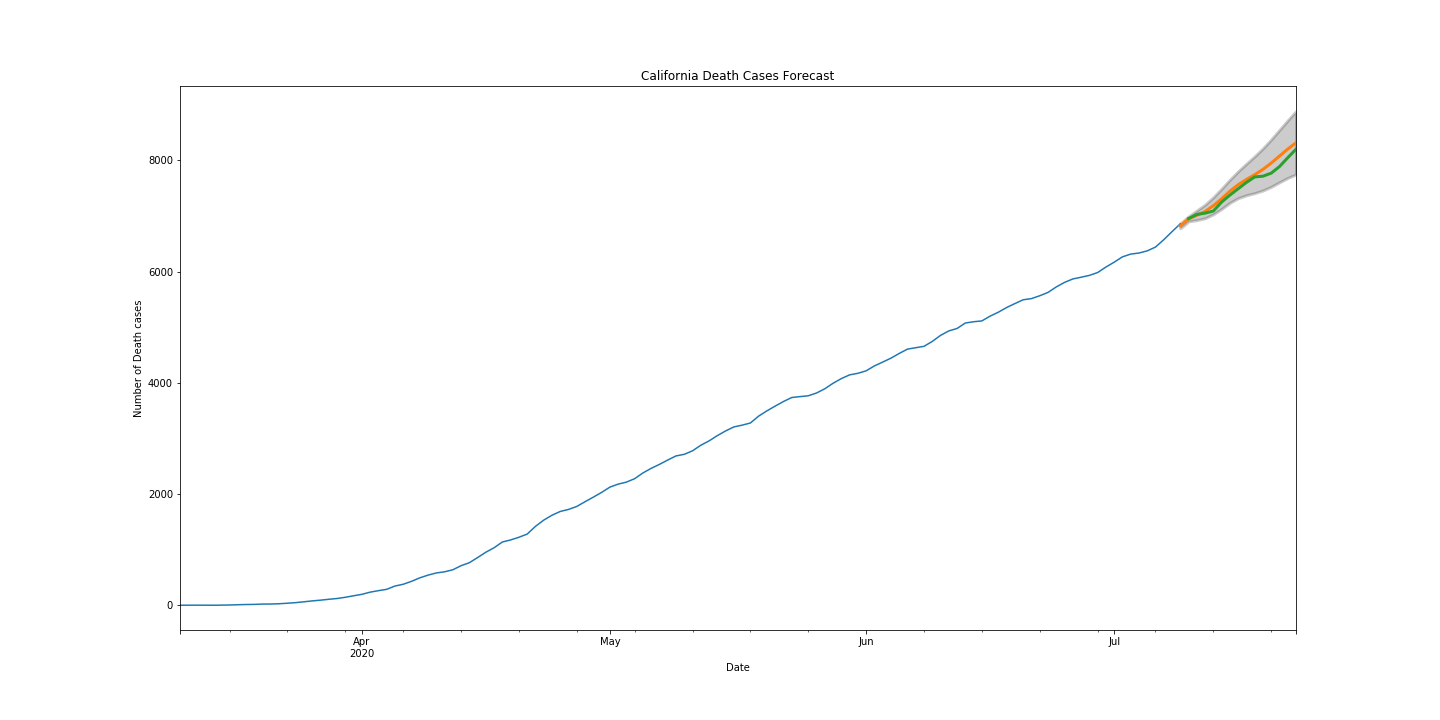 California Death Cases Forecast
Number of Death cases
8000
6000
4000
2000
0
Apr
2020
May
Jun
Jul
Date